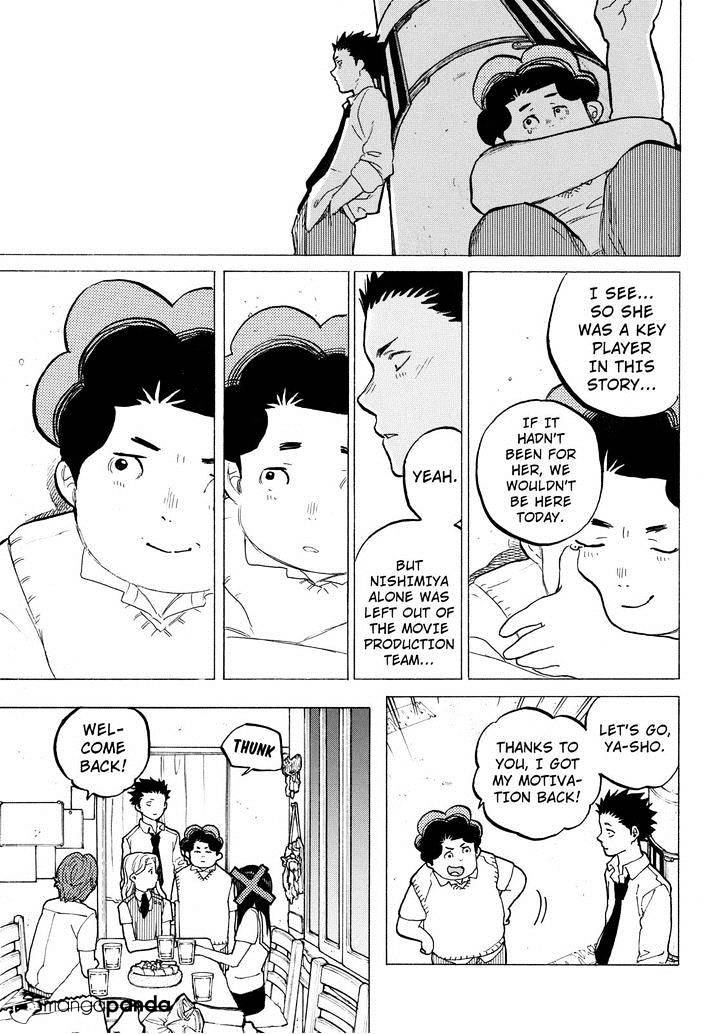 I SEE...
SO SHE
WAS A KEY
PLAYER
IN THIS
STORY...
IF IT
HADN'T
BEEN FOR
HER, WE
WOULDN'T
BE HERE
TODAY.
YEAH.
BUT
NISHIMIYA
ALONE WAS
LEFT OUT OF
THE MOVIE
PRODUCTION
TEAM...
LET'S GO,
YA-SHO.
THANKS TO
YOU, I GOT
MY MOTIVA-
TION BACK!
THUNK
WEL-
COME
BACK!
mangapanda